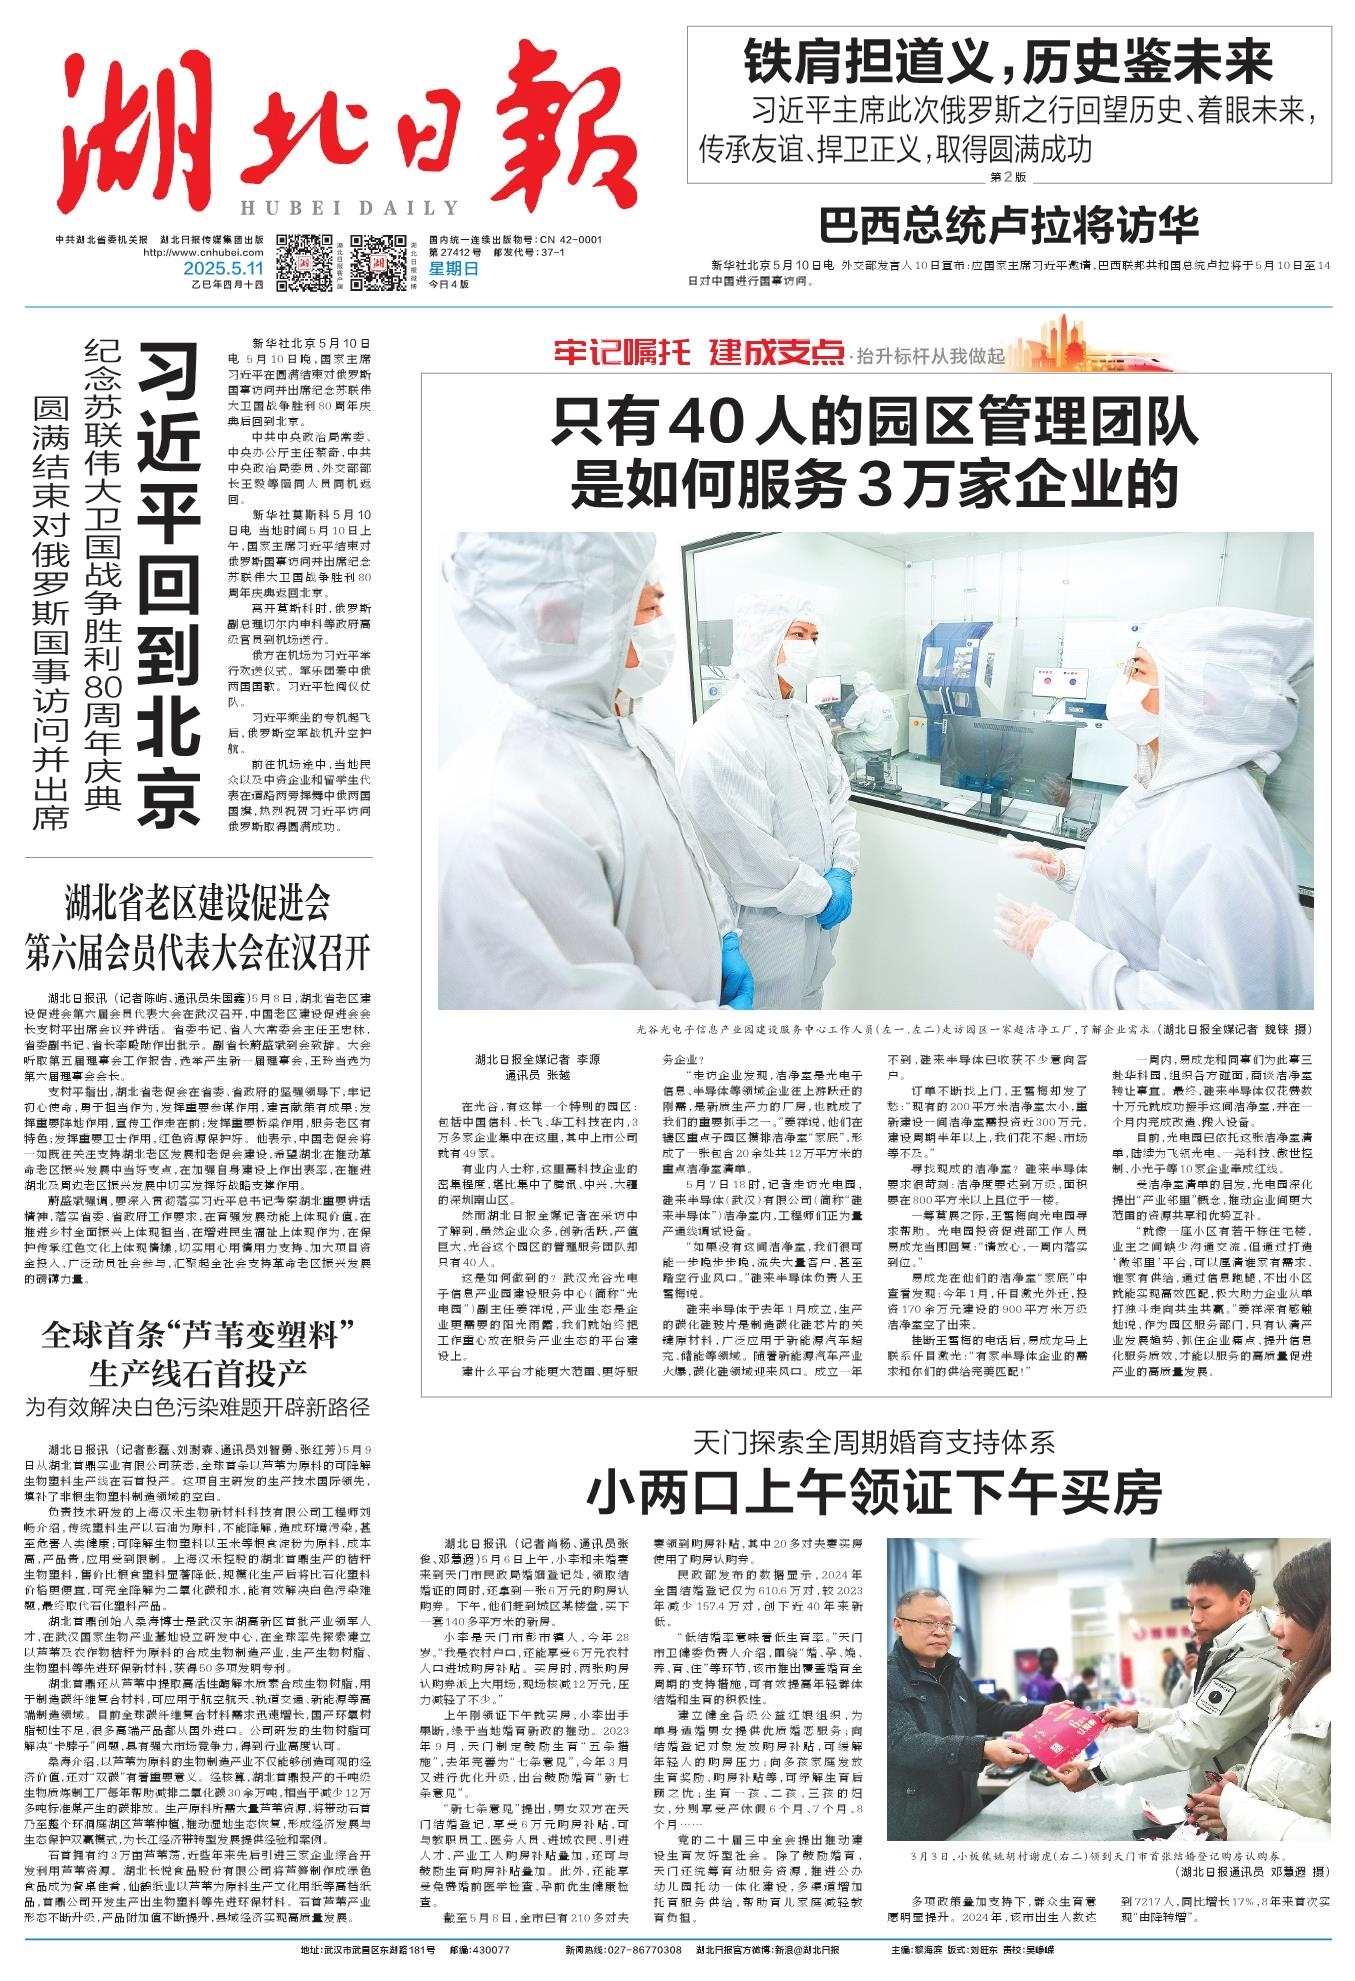 湖北日報
HUBEI DAILY
中共湖北省委机关报 湖北日报传媒集团出版
http://www.cnhubei.com
2025.5.11
乙巳年四月十四
湖北日报客户端
湖北日报微博
国内统一连续出版物号:CN 42-0001
第27412号 邮发代号:37-1
星期日
今日4版
铁肩担道义,历史鉴未来
习近平主席此次俄罗斯之行回望历史、着眼未来,
传承友谊、捍卫正义,取得圆满成功
第2版
巴西总统卢拉将访华
新华社北京5月10日电 外交部发言人10日宣布:应国家主席习近平邀请,巴西联邦共和国总统卢拉将于5月10日至14
日对中国进行国事访问。
圆满结束对俄罗斯国事访问并出席
纪念苏联伟大卫国战争胜利80周年庆典
习近平回到北京
新华社北京5月10日
电 5月10日晚,国家主席
习近平在圆满结束对俄罗斯
国事访问并出席纪念苏联伟
大卫国战争胜利80周年庆
典后回到北京。
中共中央政治局常委、
中央办公厅主任蔡奇,中共
中央政治局委员、外交部部
长王毅等陪同人员同机返
回。
新华社莫斯科5月10
日电 当地时间5月10日上
午,国家主席习近平结束对
俄罗斯国事访问并出席纪念
苏联伟大卫国战争胜利80
周年庆典返回北京。
离开莫斯科时,俄罗斯
副总理切尔内申科等政府高
级官员到机场送行。
俄方在机场为习近平举
行欢送仪式。军乐团奏中俄
两国国歌。习近平检阅仪仗
队。
习近平乘坐的专机起飞
后,俄罗斯空军战机升空护
航。
前往机场途中,当地民
众以及中资企业和留学生代
表在道路两旁挥舞中俄两国
国旗,热烈祝贺习近平访问
俄罗斯取得圆满成功。
湖北省老区建设促进会
第六届会员代表大会在汉召开
湖北日报讯 (记者陈屿、通讯员朱国鑫)5月8日,湖北省老区建
设促进会第六届会员代表大会在武汉召开,中国老区建设促进会会
长支树平出席会议并讲话。省委书记、省人大常委会主任王忠林,
省委副书记、省长李殿勋作出批示。副省长蔚盛斌到会致辞。大会
听取第五届理事会工作报告,选举产生新一届理事会,王玲当选为
第六届理事会会长。
支树平指出,湖北省老促会在省委、省政府的坚强领导下,牢记
初心使命,勇于担当作为,发挥重要参谋作用,建言献策有成果;发
挥重要阵地作用,宣传工作走在前;发挥重要桥梁作用,服务老区有
特色;发挥重要卫士作用,红色资源保护好。他表示,中国老促会将
一如既往关注支持湖北老区发展和老促会建设,希望湖北在推动革
命老区振兴发展中当好支点,在加强自身建设上作出表率,在推进
湖北及周边老区振兴发展中切实发挥好战略支撑作用。
蔚盛斌强调,要深入贯彻落实习近平总书记考察湖北重要讲话
精神,落实省委、省政府工作要求,在育强发展动能上体现价值,在
推进乡村全面振兴上体现担当,在增进民生福祉上体现作为,在保
护传承红色文化上体现情操,切实用心用情用力支持、加大项目资
金投入、广泛动员社会参与,汇聚起全社会支持革命老区振兴发展
的磅礴力量。
全球首条“芦苇变塑料”
生产线石首投产
为有效解决白色污染难题开辟新路径
湖北日报讯 (记者彭磊、刘澍森、通讯员刘智勇、张红芳)5月9
日从湖北首鼎实业有限公司获悉,全球首条以芦苇为原料的可降解
生物塑料生产线在石首投产。这项自主研发的生产技术国际领先,
填补了非粮生物塑料制造领域的空白。
负责技术研发的上海汉禾生物新材料科技有限公司工程师刘
畅介绍,传统塑料生产以石油为原料,不能降解,造成环境污染,甚
至危害人类健康;可降解生物塑料以玉米等粮食淀粉为原料,成本
高,产品贵,应用受到限制。上海汉禾控股的湖北首鼎生产的秸秆
生物塑料,售价比粮食塑料显著降低,规模化生产后将比石化塑料
价格更便宜,可完全降解为二氧化碳和水,能有效解决白色污染难
题,最终取代石化塑料产品。
湖北首鼎创始人桑海博士是武汉东湖高新区首批产业领军人
才,在武汉国家生物产业基地设立研发中心,在全球率先探索建立
以芦苇及农作物秸秆为原料的合成生物制造产业,生产生物树脂、
生物塑料等先进环保新材料,获得50多项发明专利。
湖北首鼎还从芦苇中提取高活性酶解木质素合成生物树脂,用
于制造碳纤维复合材料,可应用于航空航天、轨道交通、新能源等高
端制造领域。目前全球碳纤维复合材料需求迅速增长,国产环氧树
脂韧性不足,很多高端产品都从国外进口。公司研发的生物树脂可
解决“卡脖子”问题,具有强大市场竞争力,得到行业高度认可。
桑海介绍,以芦苇为原料的生物制造产业不仅能够创造可观的经
济价值,还对“双碳”有着重要意义。经核算,湖北首鼎投产的千吨级
生物质炼制工厂每年帮助减排二氧化碳30余万吨,相当于减少12万
多吨标准煤产生的碳排放。生产原料所需大量芦苇资源,将带动石首
乃至整个环洞庭湖区芦苇种植,推动湿地生态恢复,形成经济发展与
生态保护双赢模式,为长江经济带转型发展提供经验和案例。
石首拥有约3万亩芦苇荡,近些年来先后引进三家企业综合开
发利用芦苇资源。湖北长悦食品股份有限公司将芦笋制作成绿色
食品成为餐桌佳肴,仙鹤纸业以芦苇为原料生产文化用纸等高档纸
品,首鼎公司开发生产出生物塑料等先进环保材料。石首芦苇产业
形态不断升级,产品附加值不断提升,县域经济实现高质量发展。
牢记嘱托 建成支点·抬升标杆从我做起
只有40人的园区管理团队
是如何服务3万家企业的
光谷光电子信息产业园建设服务中心工作人员(左一、左二)走访园区一家超洁净工厂,了解企业需求。(湖北日报全媒记者 魏铼 摄)
湖北日报全媒记者 李源
通讯员 张越
在光谷,有这样一个特别的园区:
包括中国信科、长飞、华工科技在内,3
万多家企业集中在这里,其中上市公司
就有49家。
有业内人士称,这里高科技企业的
密集程度,堪比集中了腾讯、中兴、大疆
的深圳南山区。
然而湖北日报全媒记者在采访中
了解到,虽然企业众多,创新活跃,产值
巨大,光谷这个园区的管理服务团队却
只有40人。
这是如何做到的?武汉光谷光电
子信息产业园建设服务中心(简称“光
电园”)副主任姜祥说,产业生态是企
业更需要的阳光雨露,我们就始终把
工作重心放在服务产业生态的平台建
设上。
建什么平台才能更大范围、更好服
务企业?
“走访企业发现,洁净室是光电子
信息、半导体等领域企业往上游跃迁的
刚需,是新质生产力的厂房,也就成了
我们的重要抓手之一。”姜祥说,他们在
辖区重点于园区摸排洁净室“家底”,形
成了一张包含20余处共12万平方米的
重点洁净室清单。
5月7日18时,记者走访光电园,
碓来半导体(武汉)有限公司(简称“碓
来半导体”)洁净室内,工程师们正为量
产通线调试设备。
“如果没有这间洁净室,我们很可
能一步晚步步晚,流失大量客户,甚至
踏空行业风口。”碓来半导体负责人王
雪梅说。
碓来半导体于去年1月成立,生产
的碳化硅玻片是制造碳化硅芯片的关
键原材料,广泛应用于新能源汽车超
充、储能等领域。随着新能源汽车产业
火爆,碳化硅领域迎来风口。成立一年
不到,碓来半导体已收获不少意向客
户。
订单不断找上门,王雪梅却发了
愁:“现有的200平方米洁净室太小,重
新建设一间洁净室需投资近300万元,
建设周期半年以上,我们花不起、市场
等不及。”
寻找现成的洁净室?碓来半导体
要求很苛刻:洁净度要达到万级,面积
要在800平方米以上且位于一楼。
一筹莫展之际,王雪梅向光电园寻
求帮助。光电园投资促进部工作人员
易成龙当即回复:“请放心,一周内落实
到位。”
易成龙在他们的洁净室“家底”中
查看发现:今年1月,仟目激光外迁,投
资170余万元建设的900平方米万级
洁净室空了出来。
挂断王雪梅的电话后,易成龙马上
联系仟目激光:“有家半导体企业的需
求和你们的供给完美匹配!”
一周内,易成龙和同事们为此事三
赴华科园,组织各方碰面,商谈洁净室
转让事宜。最终,碓来半导体仅花费数
十万元就成功接手这间洁净室,并在一
个月内完成改造、搬入设备。
目前,光电园已依托这张洁净室清
单,陆续为飞领光电、一尧科技、傲世控
制、小光子等10家企业牵成红线。
受洁净室清单的启发,光电园深化
提出“产业邻里”概念,推动企业间更大
范围的资源共享和优势互补。
“就像一座小区有若干栋住宅楼,
业主之间缺少沟通交流,但通过打造
‘微邻里’平台,可以厘清谁家有需求、
谁家有供给,通过信息跑腿,不出小区
就能实现高效匹配,极大助力企业从单
打独斗走向共生共赢。”姜祥深有感触
地说,作为园区服务部门,只有认清产
业发展趋势、抓住企业痛点、提升信息
化服务质效,才能以服务的高质量促进
产业的高质量发展。
天门探索全周期婚育支持体系
小两口上午领证下午买房
湖北日报讯 (记者肖杨、通讯员张
俊、邓慧遐)5月6日上午,小李和未婚妻
来到天门市民政局婚姻登记处,领取结
婚证的同时,还拿到一张6万元的购房认
购券。下午,他们赶到城区某楼盘,买下
一套140多平方米的新房。
小李是天门市彭市镇人,今年28
岁。“我是农村户口,还能享受6万元农村
人口进城购房补贴。买房时,两张购房
认购券派上大用场,现场核减12万元,压
力减轻了不少。”
上午刚领证下午就买房,小李出手
果断,缘于当地婚育新政的推动。2023
年9月,天门制定鼓励生育“五条措
施”,去年完善为“七条意见”,今年3月
又进行优化升级,出台鼓励婚育“新七
条意见”。
“新七条意见”提出,男女双方在天
门结婚登记,享受6万元购房补贴,可
与教职员工、医务人员、进城农民、引进
人才、产业工人购房补贴叠加,还可与
鼓励生育购房补贴叠加。此外,还能享
受免费婚前医学检查、孕前优生健康检
查。
截至5月8日,全市已有210多对夫
妻领到购房补贴,其中20多对夫妻买房
使用了购房认购券。
民政部发布的数据显示,2024年
全国结婚登记仅为610.6万对,较2023
年减少157.4万对,创下近40年来新
低。
“低结婚率意味着低生育率。”天门
市卫健委负责人介绍,围绕“婚、孕、娩、
养、育、住”等环节,该市推出覆盖婚育全
周期的支持措施,可有效提高年轻群体
结婚和生育的积极性。
建立健全各级公益红娘组织,为
单身适婚男女提供优质婚恋服务;向
结婚登记对象发放购房补贴,可缓解
年轻人的购房压力;向多孩家庭发放
生育奖励、购房补贴等,可纾解生育后
顾之忧;生育一孩、二孩、三孩的妇
女,分别享受产休假6个月、7个月、8
个月……
党的二十届三中全会提出推动建
设生育友好型社会。除了鼓励婚育,
天门还统筹育幼服务资源,推进公办
幼儿园托幼一体化建设,多渠道增加
托育服务供给,帮助育儿家庭减轻教
育负担。
3月3日,小板镇姚胡村谢虎(右二)领到天门市首张结婚登记购房认购券。
(湖北日报通讯员 邓慧遐 摄)
多项政策叠加支持下,群众生育意
愿明显提升。2024年,该市出生人数达
到7217人,同比增长17%,8年来首次实
现“由降转增”。
地址:武汉市武昌区东湖路181号 邮编:430077 新闻热线:027-86770308 湖北日报官方微博:新浪@湖北日报 主编:黎海滨 版式:刘旺东 责校:吴峥嵘